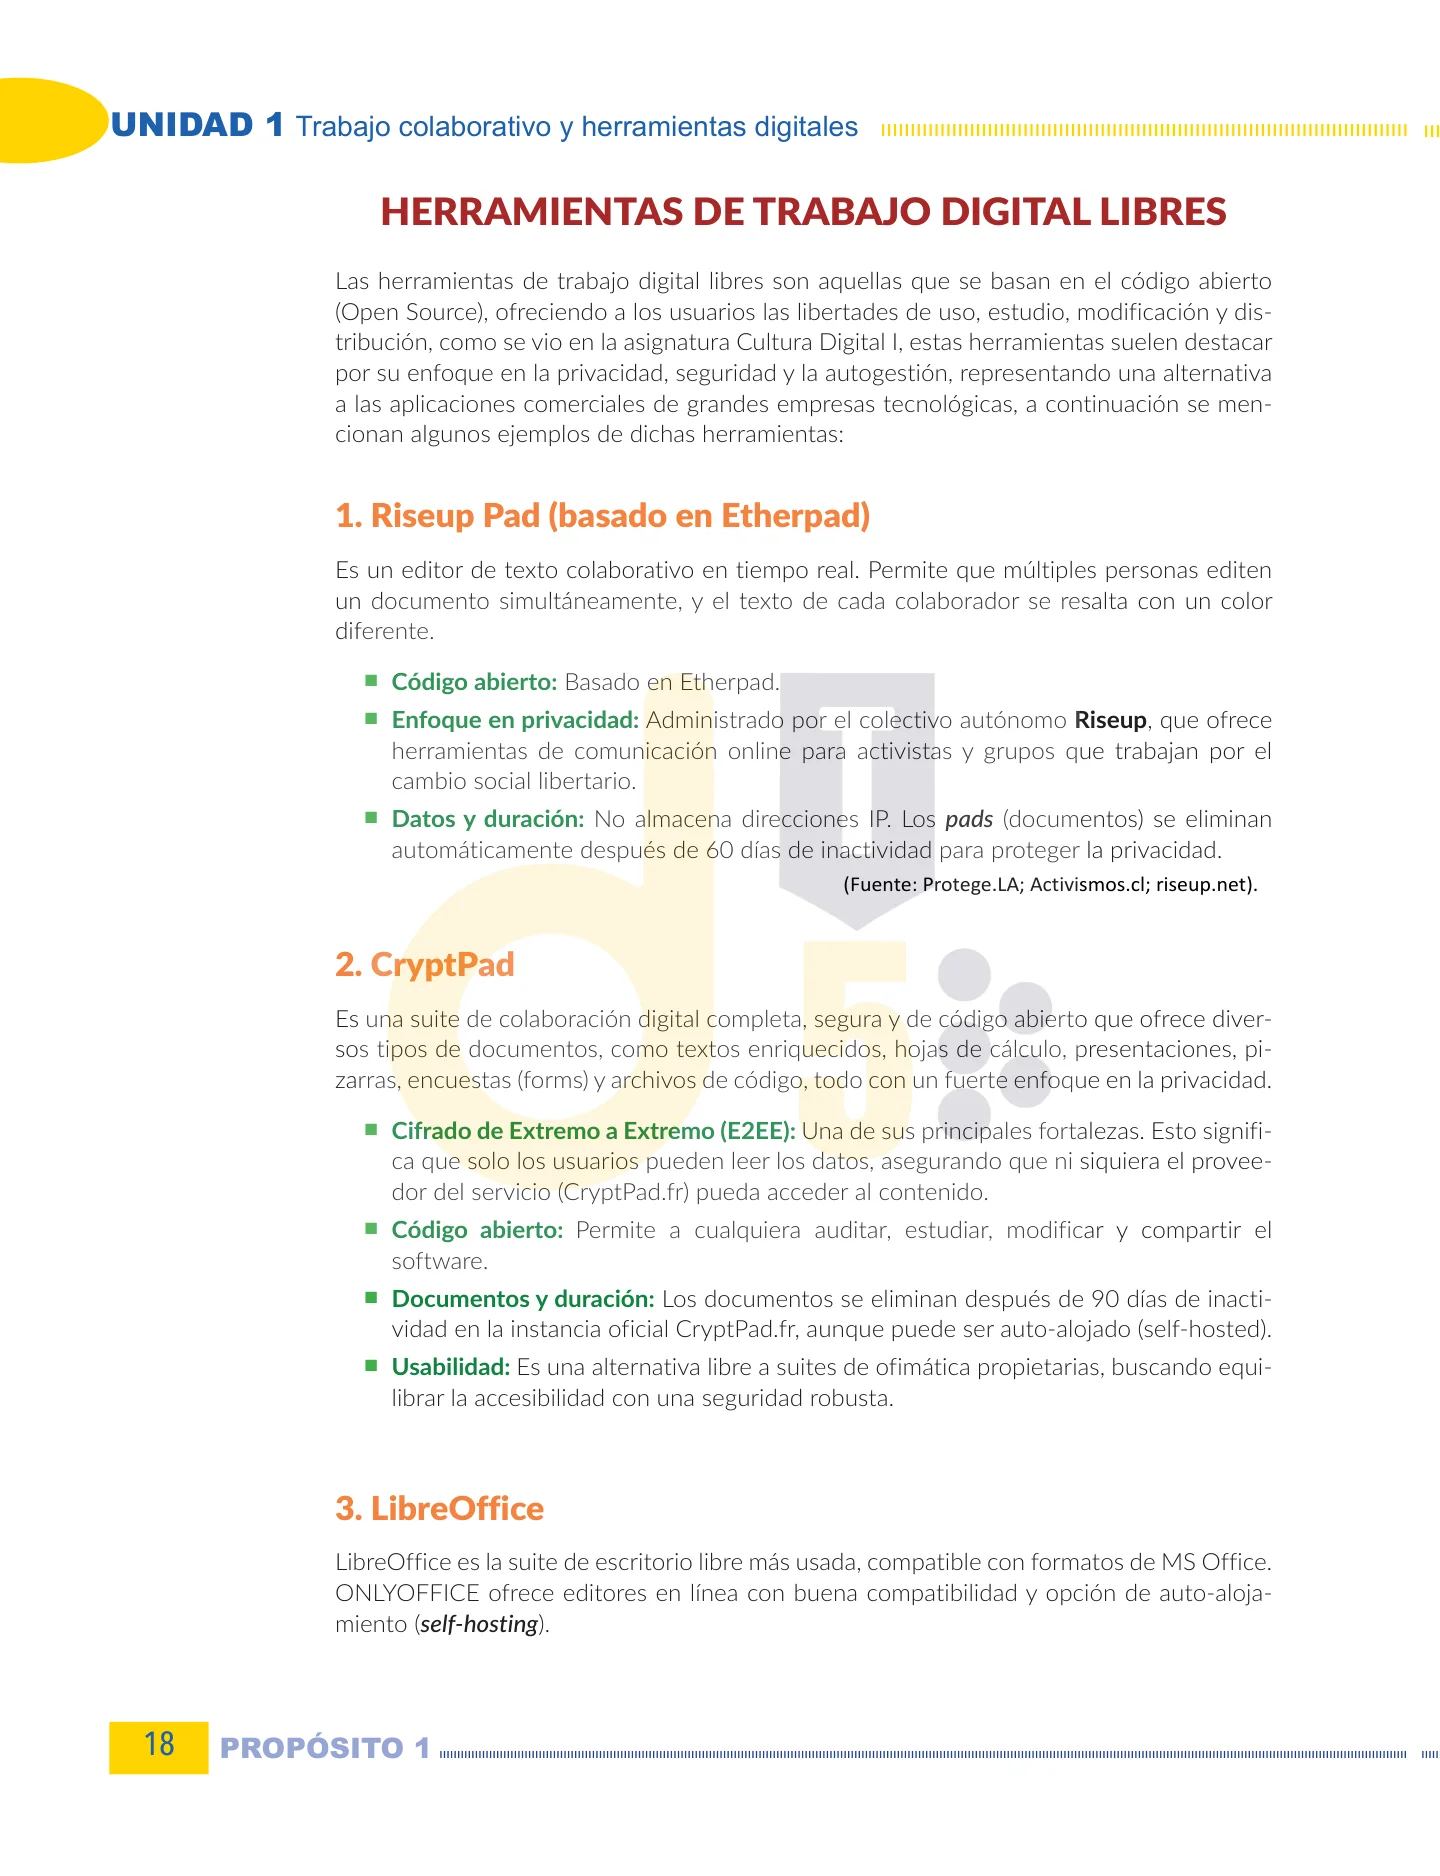 UNIDAD 1 Trabajo colaborativo y herramientas digitales
HERRAMIENTAS DE TRABAJO DIGITAL LIBRES
Las herramientas de trabajo digital libres son aquellas que se basan en el código abierto
(Open Source), ofreciendo a los usuarios las libertades de uso, estudio, modificación y dis-
tribución, como se vio en la asignatura Cultura Digital I, estas herramientas suelen destacar
por su enfoque en la privacidad, seguridad y la autogestión, representando una alternativa
a las aplicaciones comerciales de grandes empresas tecnológicas, a continuación se men-
cionan algunos ejemplos de dichas herramientas:
1. Riseup Pad (basado en Etherpad)
Es un editor de texto colaborativo en tiempo real. Permite que múltiples personas editen
un documento simultáneamente, y el texto de cada colaborador se resalta con un color
diferente.
■ Código abierto: Basado en Etherpad.
■ Enfoque en privacidad: Administrado por el colectivo autónomo Riseup, que ofrece
herramientas de comunicación online para activistas y grupos que trabajan por el
cambio social libertario.
■ Datos y duración: No almacena direcciones IP. Los pads (documentos) se eliminan
automáticamente después de 60 días de inactividad para proteger la privacidad.
(Fuente: Protege.LA; Activismos.cl; riseup.net).
2. CryptPad
Es una suite de colaboración digital completa, segura y de código abierto que ofrece diver-
sos tipos de documentos, como textos enriquecidos, hojas de cálculo, presentaciones, pi-
zarras, encuestas (forms) y archivos de código, todo con un fuerte enfoque en la privacidad.
■ Cifrado de Extremo a Extremo (E2EE): Una de sus principales fortalezas. Esto signifi-
ca que solo los usuarios pueden leer los datos, asegurando que ni siquiera el provee-
dor del servicio (CryptPad.fr) pueda acceder al contenido.
■ Código abierto: Permite a cualquiera auditar, estudiar, modificar y compartir el
software.
■ Documentos y duración: Los documentos se eliminan después de 90 días de inacti-
vidad en la instancia oficial CryptPad.fr, aunque puede ser auto-alojado (self-hosted).
■ Usabilidad: Es una alternativa libre a suites de ofimática propietarias, buscando equi-
librar la accesibilidad con una seguridad robusta.
3. LibreOffice
LibreOffice es la suite de escritorio libre más usada, compatible con formatos de MS Office.
ONLYOFFICE ofrece editores en línea con buena compatibilidad y opción de auto-aloja-
miento (self-hosting).
d T 5
18 PROPÓSITO 1